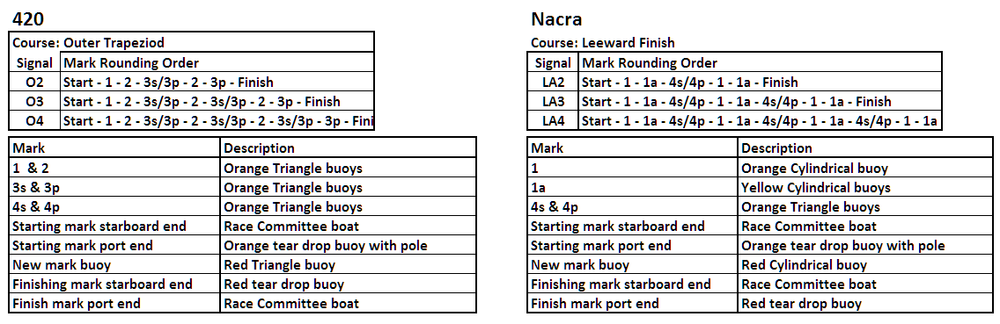 420
Course: Outer Trapeziod
Signal Mark Rounding Order
O2 Start - 1 - 2 - 3s/3p - 2 - 3p - Finish
O3 Start - 1 - 2 - 3s/3p - 2 - 3s/3p - 2 - 3p - Finish
O4 Start - 1 - 2 - 3s/3p - 2 - 3s/3p - 2 - 3s/3p - 3p - Fini
Mark Description
1 & 2 Orange Triangle buoys
3s & 3p Orange Triangle buoys
4s & 4p Orange Triangle buoys
Starting mark starboard end Race Committee boat
Starting mark port end Orange tear drop buoy with pole
New mark buoy Red Triangle buoy
Finishing mark starboard end Red tear drop buoy
Finish mark port end Race Committee boat
Nacra
Course: Leeward Finish
Signal Mark Rounding Order
LA2 Start - 1 - 1a - 4s/4p - 1 - 1a - Finish
LA3 Start - 1 - 1a - 4s/4p - 1 - 1a - 4s/4p - 1 - 1a - Finish
LA4 Start - 1 - 1a - 4s/4p - 1 - 1a - 4s/4p - 1 - 1a - 4s/4p - 1 - 1a
Mark Description
1 Orange Cylindrical buoy
1a Yellow Cylindrical buoys
4s & 4p Orange Triangle buoys
Starting mark starboard end Race Committee boat
Starting mark port end Orange tear drop buoy with pole
New mark buoy Red Cylindrical buoy
Finishing mark starboard end Race Committee boat
Finish mark port end Red tear drop buoy